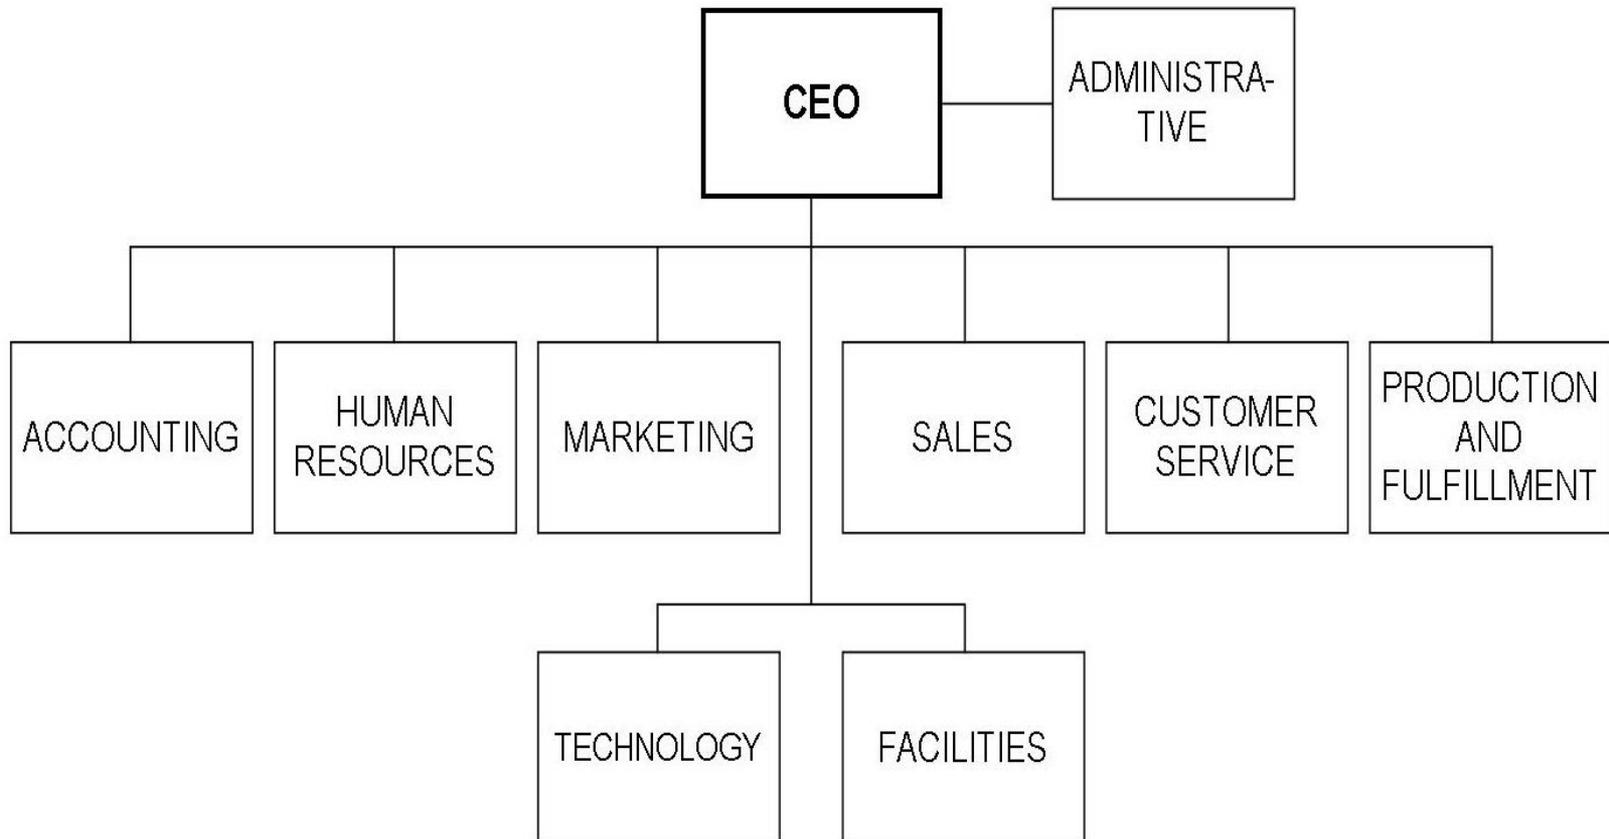 CEO
ADMINISTRA-
TIVE
ACCOUNTING
HUMAN
RESOURCES
MARKETING
SALES
CUSTOMER
SERVICE
PRODUCTION
AND
FULFILLMENT
TECHNOLOGY
FACILITIES